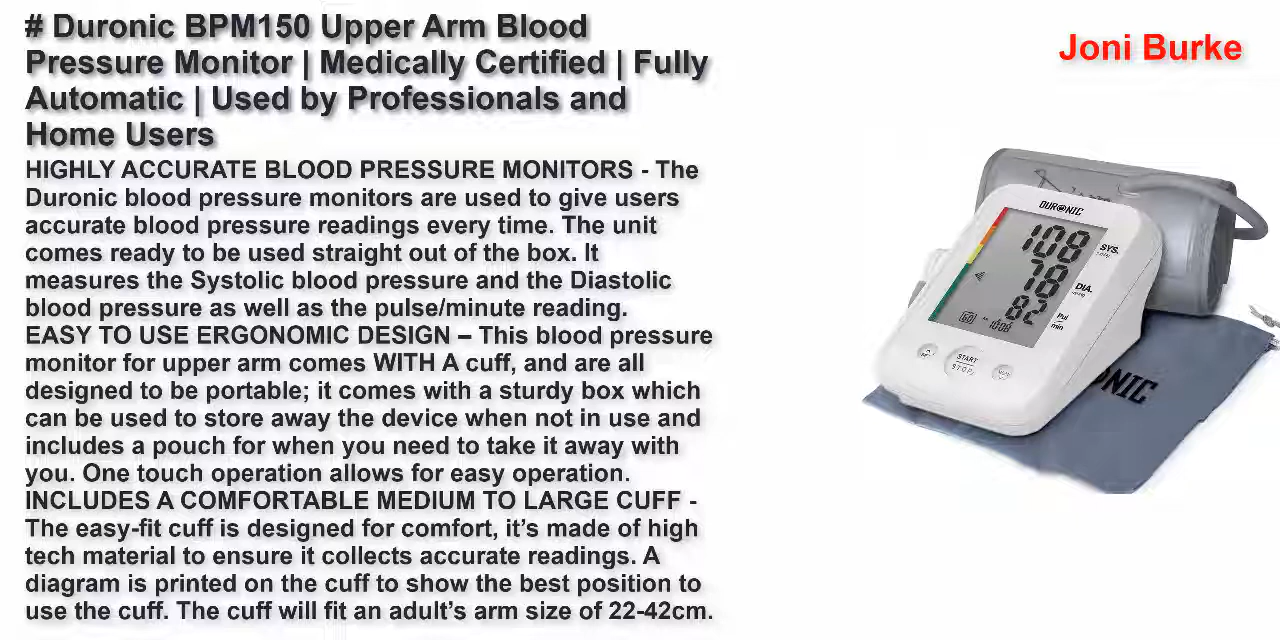 # Duronic BPM150 Upper Arm Blood
Pressure Monitor | Medically Certified | Fully
Automatic | Used by Professionals and
Home Users
HIGHLY ACCURATE BLOOD PRESSURE MONITORS - The
Duronic blood pressure monitors are used to give users
accurate blood pressure readings every time. The unit
comes ready to be used straight out of the box. It
measures the Systolic blood pressure and the Diastolic
blood pressure as well as the pulse/minute reading.
EASY TO USE ERGONOMIC DESIGN – This blood pressure
monitor for upper arm comes WITH A cuff, and are all
designed to be portable; it comes with a sturdy box which
can be used to store away the device when not in use and
includes a pouch for when you need to take it away with
you. One touch operation allows for easy operation.
INCLUDES A COMFORTABLE MEDIUM TO LARGE CUFF -
The easy-fit cuff is designed for comfort, it’s made of high
tech material to ensure it collects accurate readings. A
diagram is printed on the cuff to show the best position to
use the cuff. The cuff will fit an adult’s arm size of 22-42cm.
Joni Burke
DURONIC
108 SYS.
78 DIA.
82 Pul
min
10:08
START
STOP
ONIC